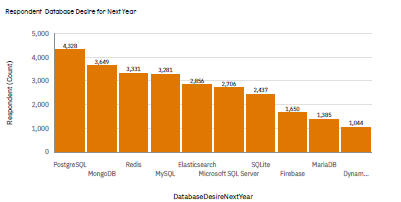 Respondent Database Desire for Next Year
Respondent (Count)
5,000
4,000
3,000
2,000
1,000
0
4,328
3,649
3,331
3,281
2,856
2,706
2,437
1,650
1,385
1,044
PostgreSQL
MongoDB
Redis
MySQL
Elasticsearch
Microsoft SQL Server
SQLite
Firebase
MariaDB
Dynam...
DatabaseDesireNextYear